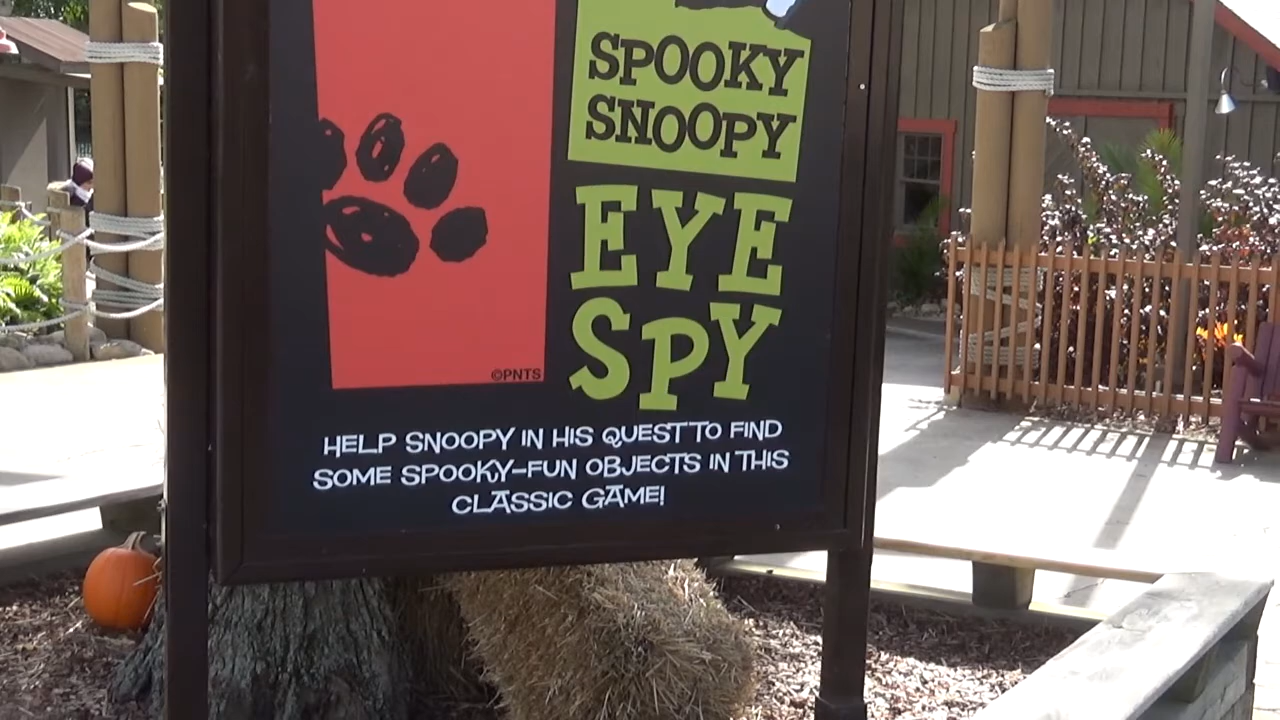 SPOOKY
SNOOPY
EYE
SPY
©PNTS
HELP SNOOPY IN HIS QUEST TO FIND
SOME SPOOKY-FUN OBJECTS IN THIS
CLASSIC GAME!